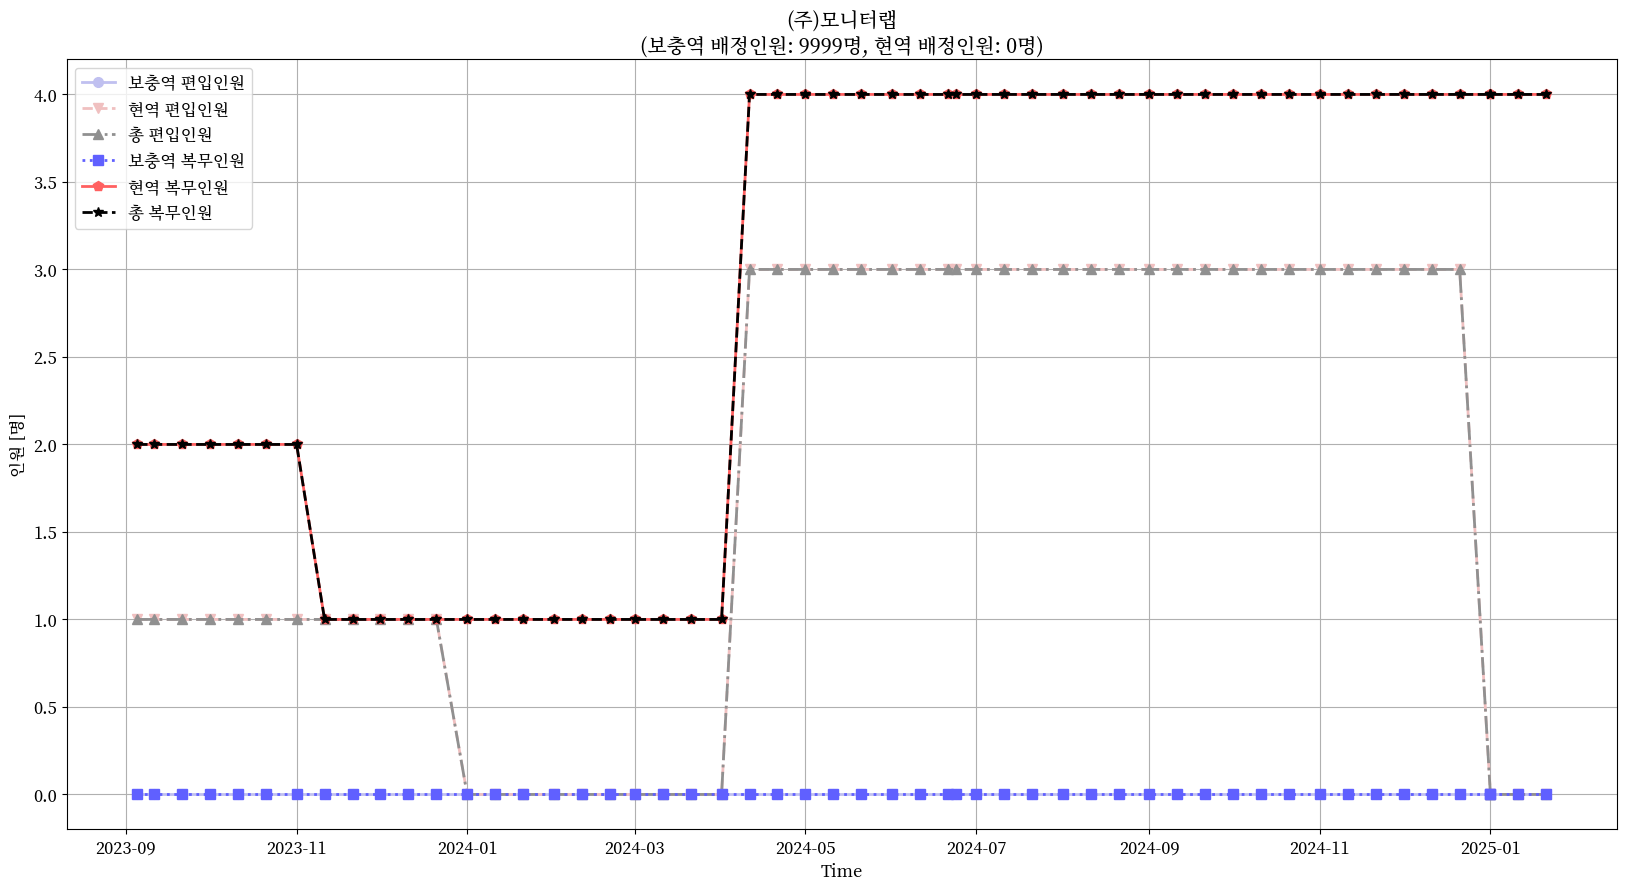 (주)모니터랩
(보충역 배정인원: 9999명, 현역 배정인원: 0명)
보충역 편입인원
현역 편입인원
총 편입인원
보충역 복무인원
현역 복무인원
총 복무인원
4.0
3.5
3.0
2.5
2.0
1.5
1.0
0.5
0.0
인원 [명]
2023-09 2023-11 2024-01 2024-03 2024-05 2024-07 2024-09 2024-11 2025-01
Time